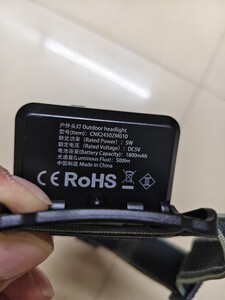 户外头灯 Outdoor headlight
型号(Item): CNK2450ZM010
额定功率 (Rated Power): 5W
额定电压 (Rated Voltage): DC5V
电池容量(Battery Capacity): 1800mAh
光通量(Luminous Flux): 500lm
中国制造 Made in China
CE RoHS